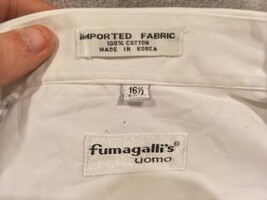 IMPORTED FABRIC
100% COTTON
MADE IN KOREA
16½
fumagalli's®
uomo